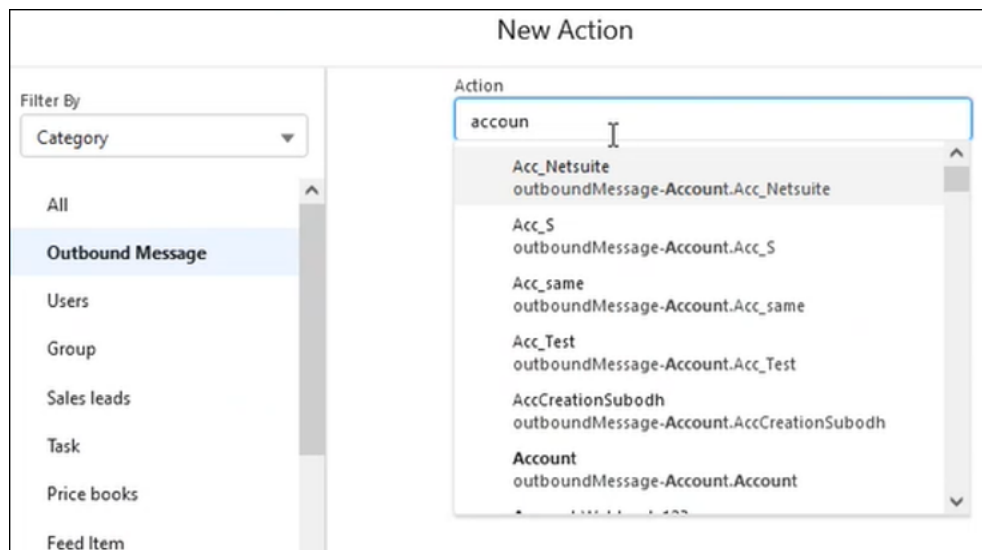 New Action
Filter By
Category
All
Outbound Message
Users
Group
Sales leads
Task
Price books
Feed Item
Action
accoun
Acc_Netsuite
outboundMessage-Account.Acc_Netsuite
Acc_S
outboundMessage-Account.Acc_S
Acc_same
outboundMessage-Account.Acc_same
Acc_Test
outboundMessage-Account.Acc_Test
AccCreationSubodh
outboundMessage-Account.AccCreationSubodh
Account
outboundMessage-Account.Account